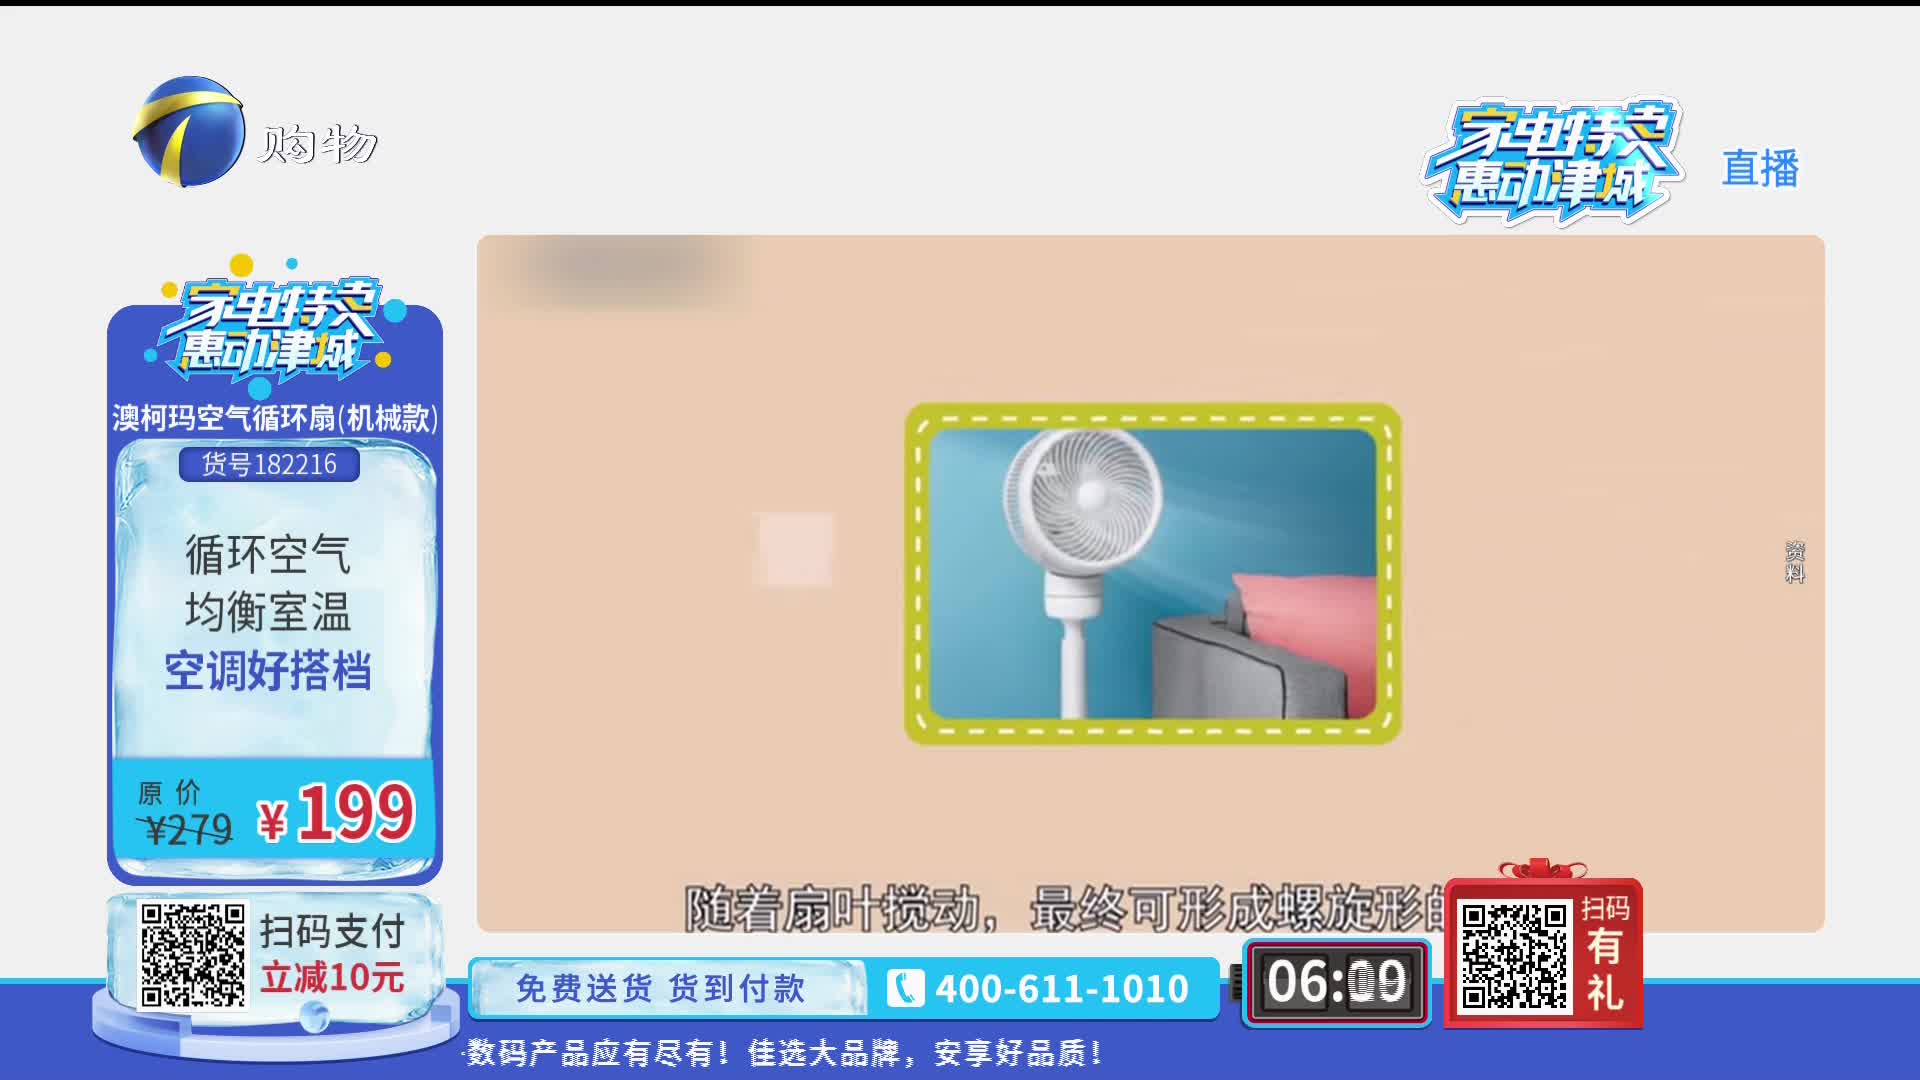 购物
家电特卖
惠动津城
直播
家电特卖
惠动津城
澳柯玛空气循环扇(机械款)
货号182216
循环空气
均衡室温
空调好搭档
原价
¥279
¥199
资料
随着扇叶搅动，最终可形成螺旋形的
扫码支付
立减10元
扫码
有
礼
免费送货 货到付款
400-611-1010
06:09
数码产品应有尽有！佳选大品牌，安享好品质！